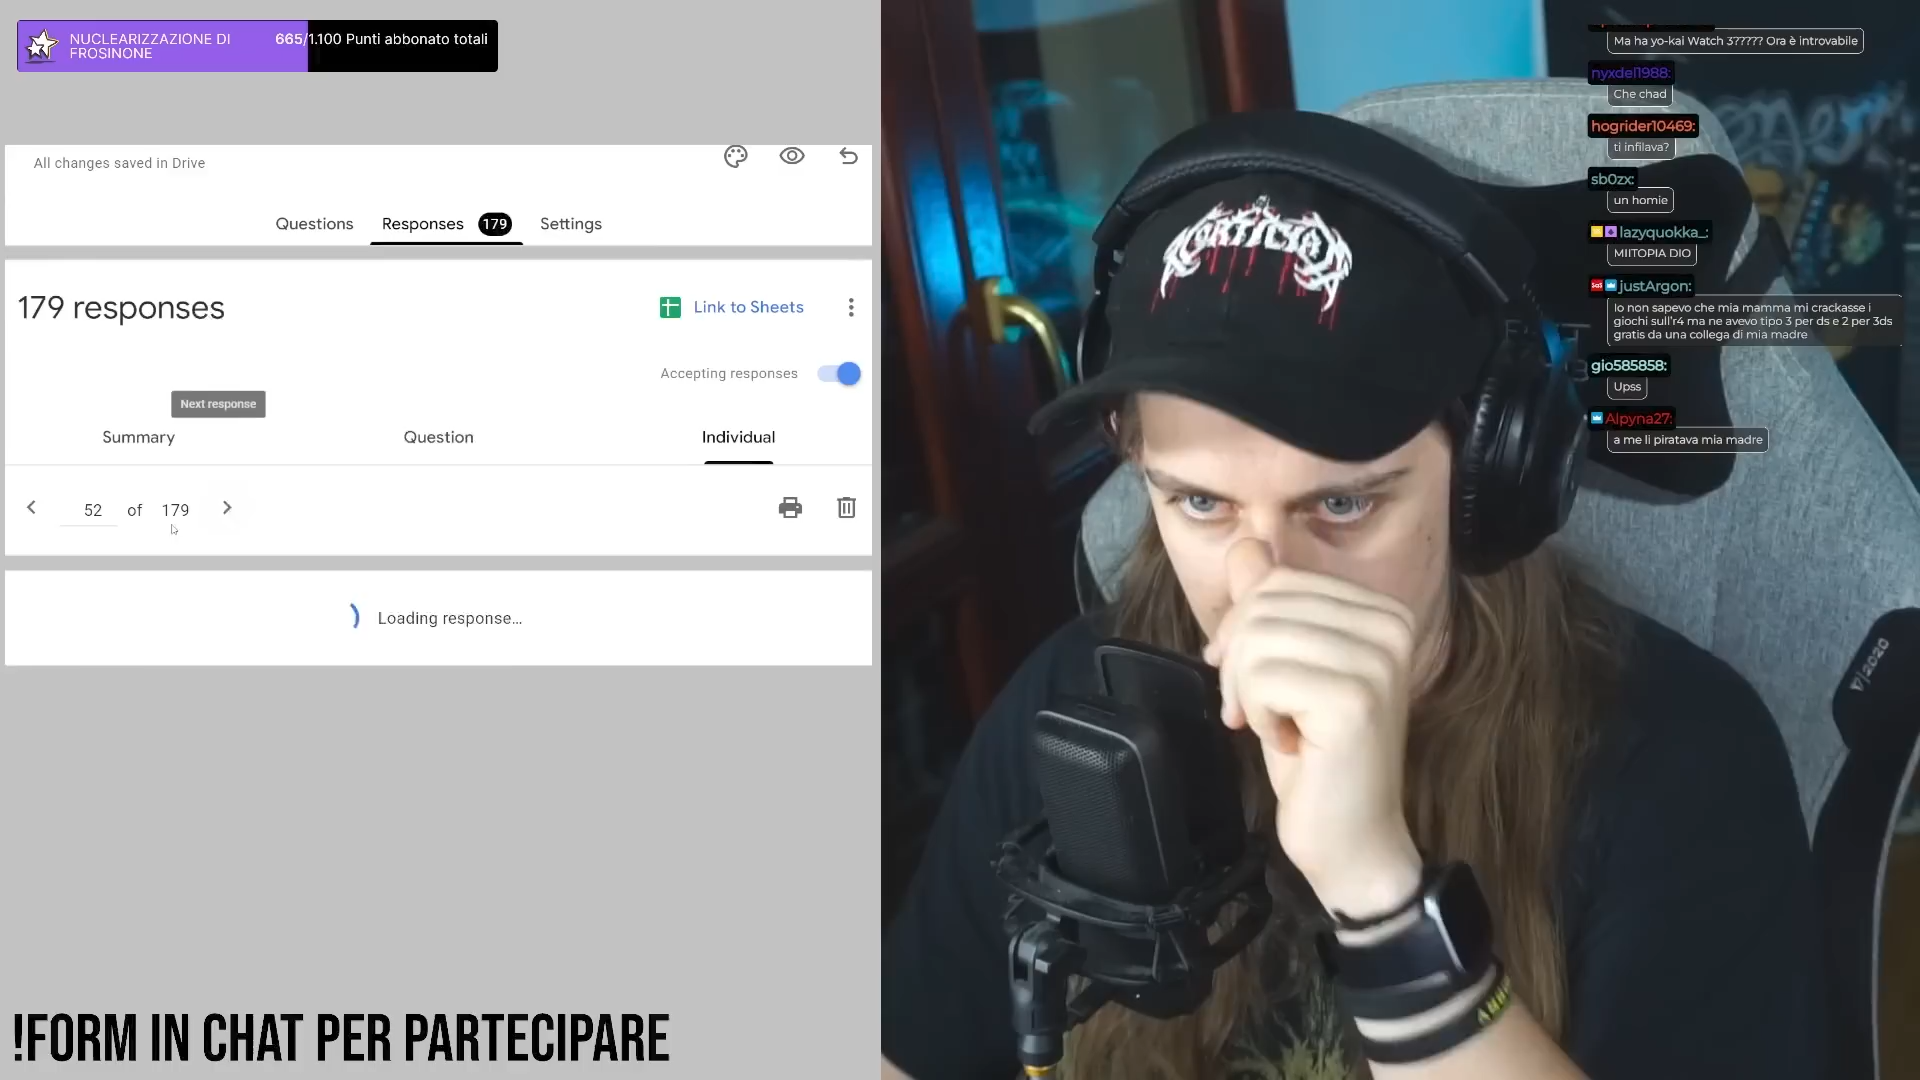 NUCLEARIZZAZIONE DI
FROSINONE
665/1.100 Punti abbonato totali
All changes saved in Drive
Questions
Responses
179
Settings
179 responses
Link to Sheets
Accepting responses
Next response
Summary
Question
Individual
52 of 179
Loading response...
!FORM IN CHAT PER PARTECIPARE
MORTICIAN
V/2020
Ma ha yo-kai Watch 3????? Ora è introvabile
nyxdel1988:
Che chad
hogrider10469:
ti infilava?
sb0zx:
un homie
lazyquokka_:
MIITOPIA DIO
justArgon:
Io non sapevo che mia mamma mi crackasse i
giochi sull'r4 ma ne avevo tipo 3 per ds e 2 per 3ds
gratis da una collega di mia madre
gio585858:
Upss
Alpyna27:
a me li piratava mia madre